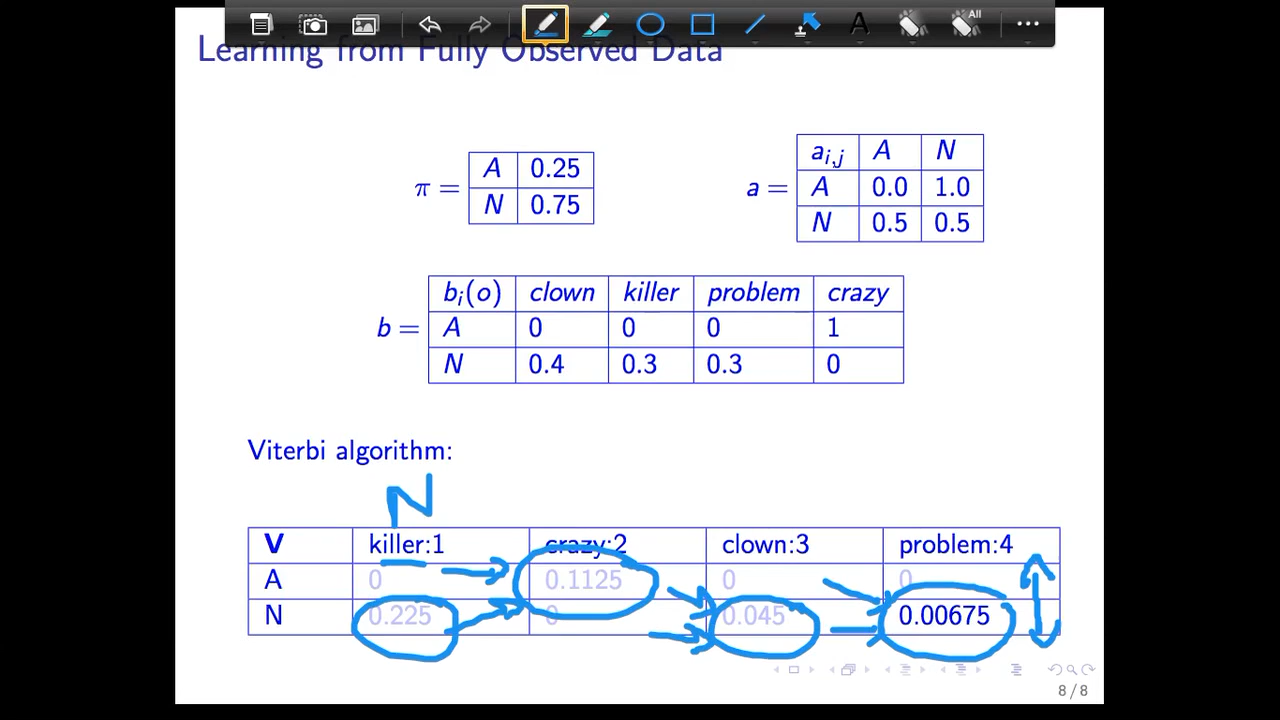 All
A
Learning from Fully Observed Data
π =
A 0.25
N 0.75
a =
a_{i,j} A N
A 0.0 1.0
N 0.5 0.5
b =
b_i(o) clown killer problem crazy
A 0 0 0 1
N 0.4 0.3 0.3 0
Viterbi algorithm:
N
V killer:1 crazy:2 clown:3 problem:4
A 0 0.1125 0 0
N 0.225 0 0.045 0.00675
8 / 8